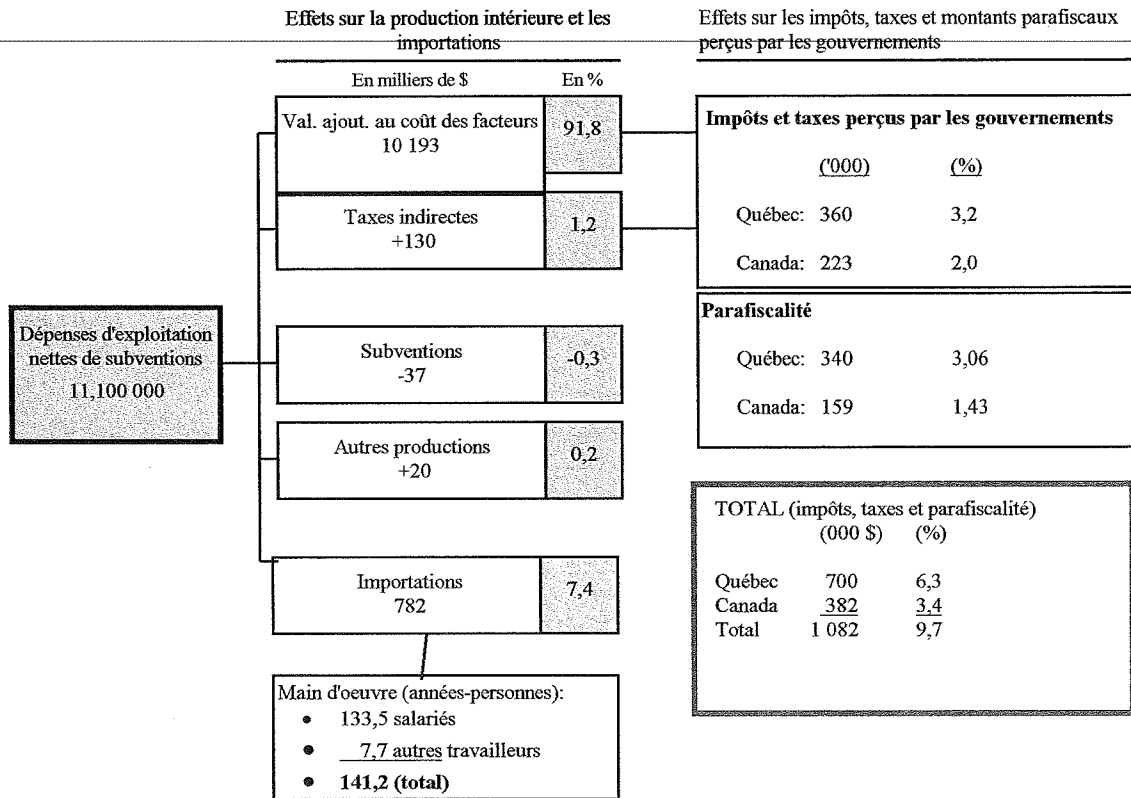 Effets sur la production intérieure et les
importations
Effets sur les impôts, taxes et montants parafiscaux
perçus par les gouvernements
En milliers de $ En %
Val. ajout. au coût des facteurs 91,8
10 193
Taxes indirectes 1,2
+130
Impôts et taxes perçus par les gouvernements
('000) (%)
Québec: 360 3,2
Canada: 223 2,0
Parafiscalité
Québec: 340 3,06
Canada: 159 1,43
Dépenses d'exploitation
nettes de subventions
11,100 000
Subventions -0,3
-37
Autres productions 0,2
+20
Importations 7,4
782
TOTAL (impôts, taxes et parafiscalité)
(000 $) (%)
Québec 700 6,3
Canada 382 3,4
Total 1 082 9,7
Main d'oeuvre (années-personnes):
• 133,5 salariés
• 7,7 autres travailleurs
• 141,2 (total)